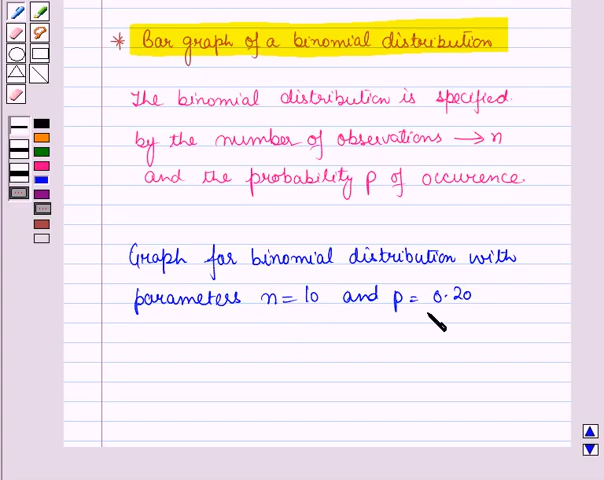 * Bar graph of a binomial distribution
The binomial distribution is specified
by the number of observations → n
and the probability p of occurence.
Graph for binomial distribution with
parameters n = 10 and p = 0.20